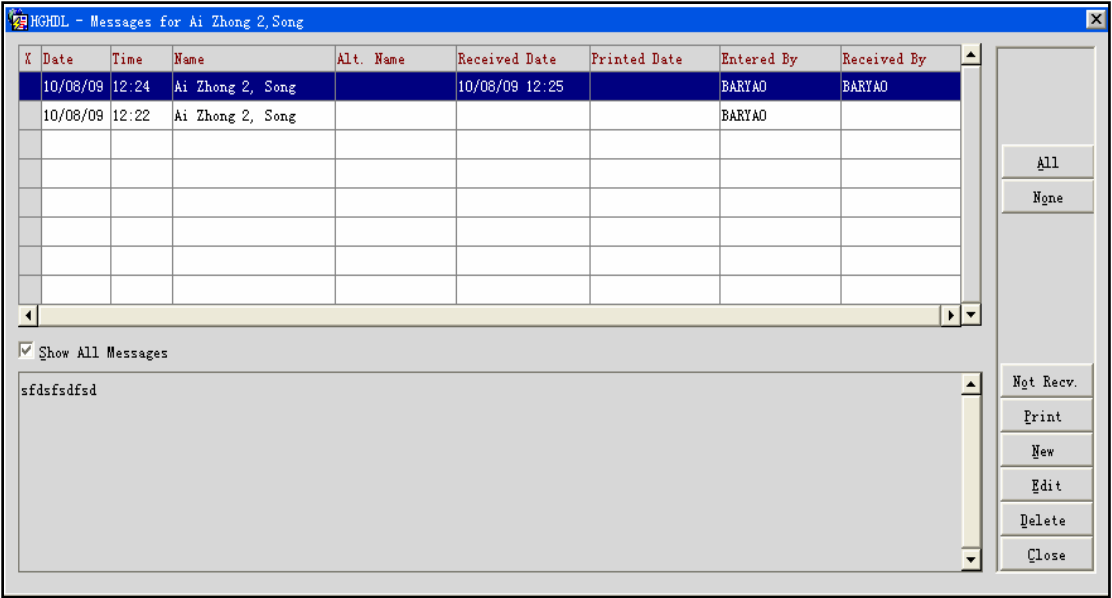 HGHDL - Messages for Ai Zhong 2,Song
X Date Time Name Alt. Name Received Date Printed Date Entered By Received By
10/08/09 12:24 Ai Zhong 2, Song 10/08/09 12:25 BARYAO BARYAO
10/08/09 12:22 Ai Zhong 2, Song BARYAO
All
None
Show All Messages
sfdsfsdfsd
Not Recv.
Print
New
Edit
Delete
Close